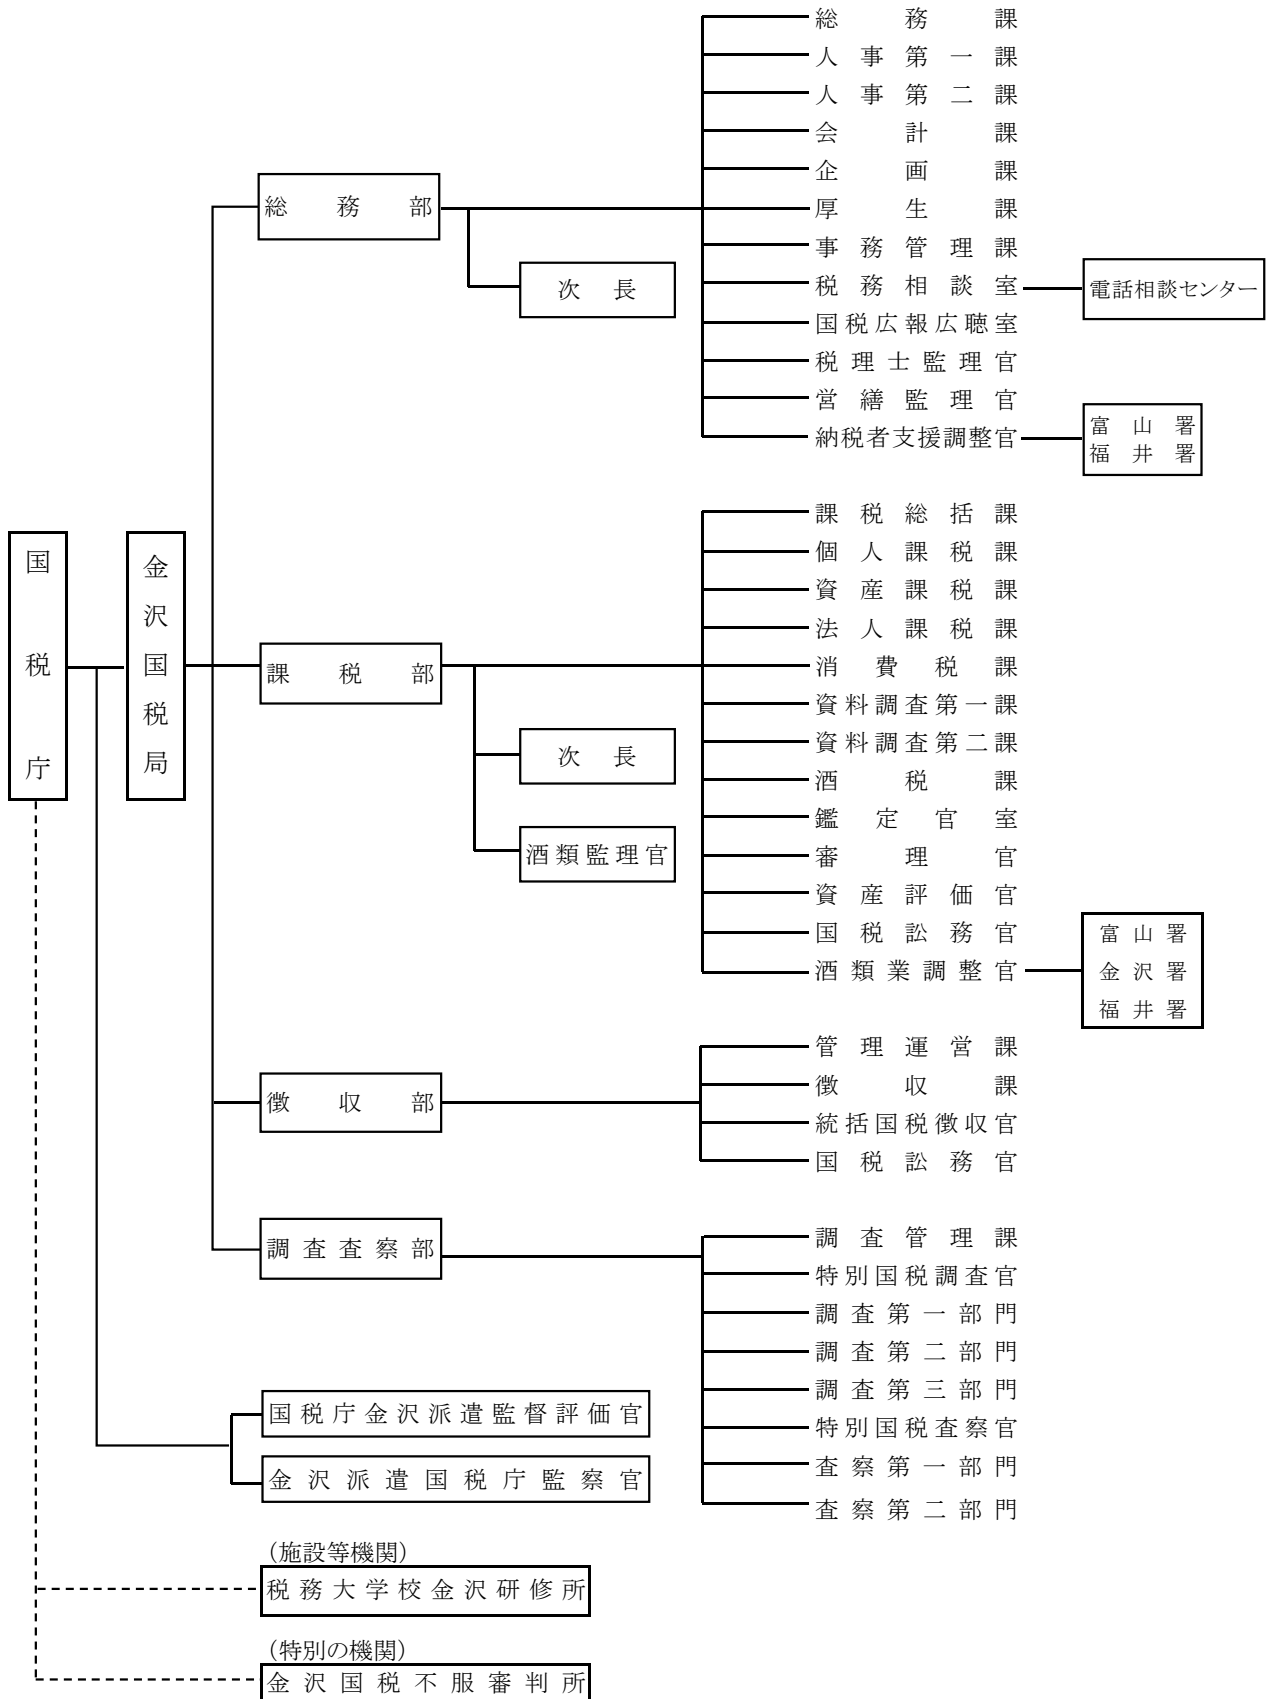 国税庁
金沢国税局
総務部
次長
総務課
人事第一課
人事第二課
会計課
企画課
厚生課
事務管理課
税務相談室
電話相談センター
国税広報広聴室
税理士監理官
営繕監理官
納税者支援調整官
富山署
福井署
課税部
次長
酒類監理官
課税総括課
個人課税課
資産課税課
法人課税課
消費税課
資料調査第一課
資料調査第二課
酒税課
鑑定官室
審理官
資産評価官
国税訟務官
酒類業調整官
富山署
金沢署
福井署
徴収部
管理運営課
徴収課
統括国税徴収官
国税訟務官
調査査察部
調査管理課
特別国税調査官
調査第一部門
調査第二部門
調査第三部門
特別国税査察官
査察第一部門
査察第二部門
国税庁金沢派遣監督評価官
金沢派遣国税庁監察官
(施設等機関)
税務大学校金沢研修所
(特別の機関)
金沢国税不服審判所